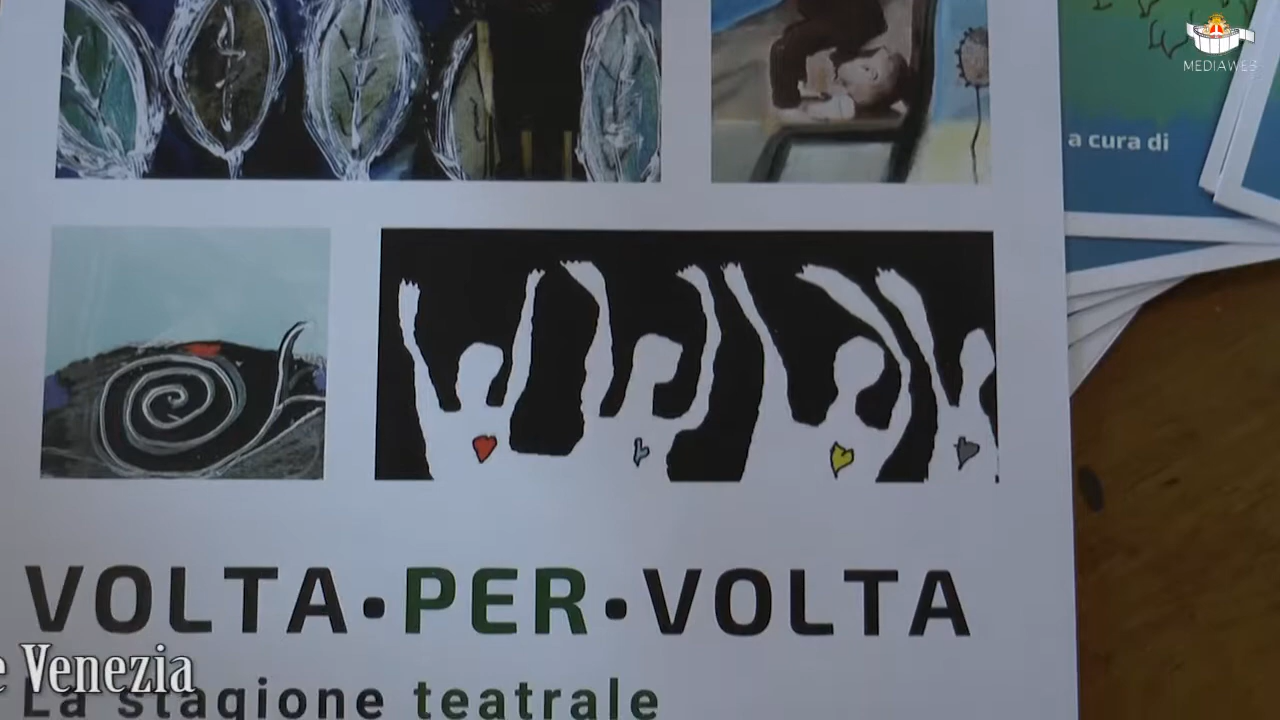 MEDIAWEB
a cura di
VOLTA•PER•VOLTA
e Venezia
La stagione teatrale